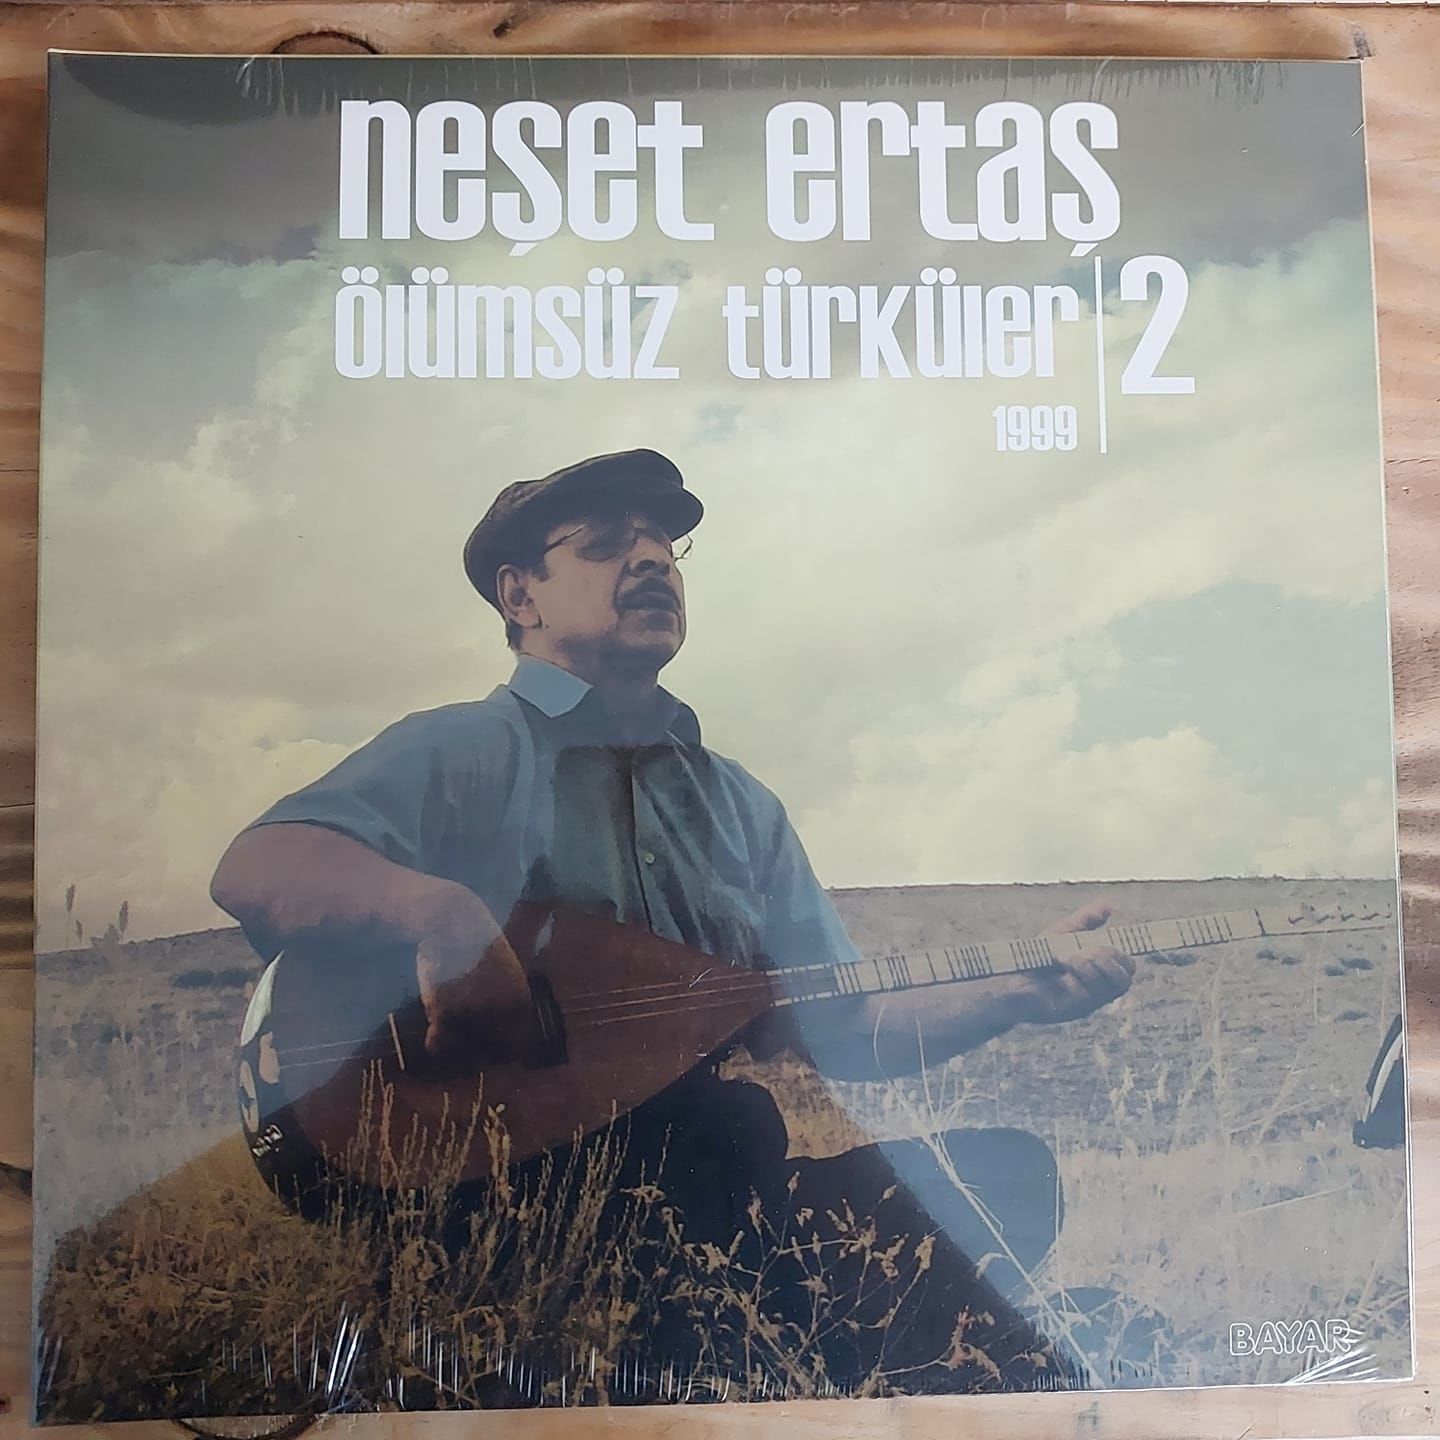 neşet ertaş
ölümsüz türküler | 2
1999
BAYAR